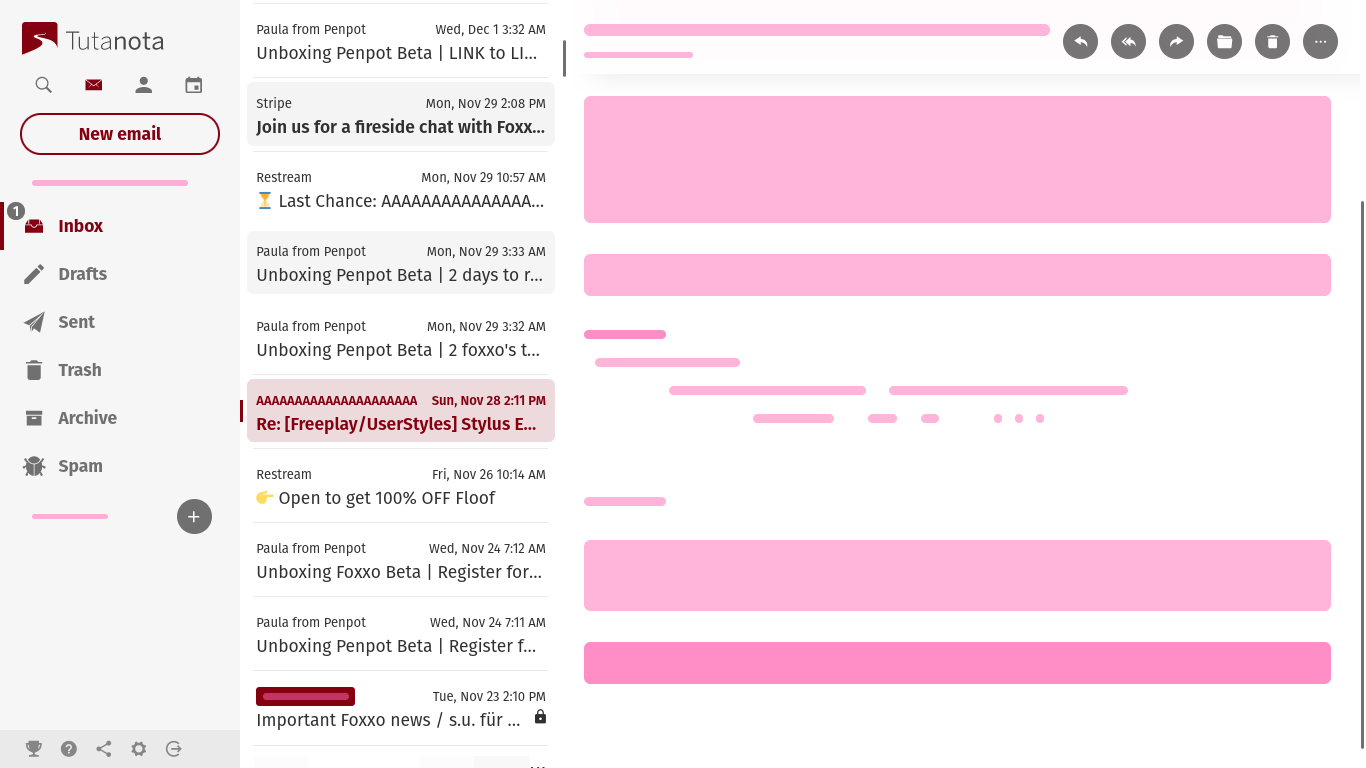 Tutanota
New email
1
Inbox
Drafts
Sent
Trash
Archive
Spam
Paula from Penpot Wed, Dec 1 3:32 AM
Unboxing Penpot Beta | LINK to LI...
Stripe Mon, Nov 29 2:08 PM
Join us for a fireside chat with Foxx...
Restream Mon, Nov 29 10:57 AM
⏳ Last Chance: AAAAAAAAAAAAAAA...
Paula from Penpot Mon, Nov 29 3:33 AM
Unboxing Penpot Beta | 2 days to r...
Paula from Penpot Mon, Nov 29 3:32 AM
Unboxing Penpot Beta | 2 foxxo's t...
AAAAAAAAAAAAAAAAAAAAA Sun, Nov 28 2:11 PM
Re: [Freeplay/UserStyles] Stylus E...
Restream Fri, Nov 26 10:14 AM
👉 Open to get 100% OFF Floof
Paula from Penpot Wed, Nov 24 7:12 AM
Unboxing Foxxo Beta | Register for...
Paula from Penpot Wed, Nov 24 7:11 AM
Unboxing Penpot Beta | Register f...
Tue, Nov 23 2:10 PM
Important Foxxo news / s.u. für ...